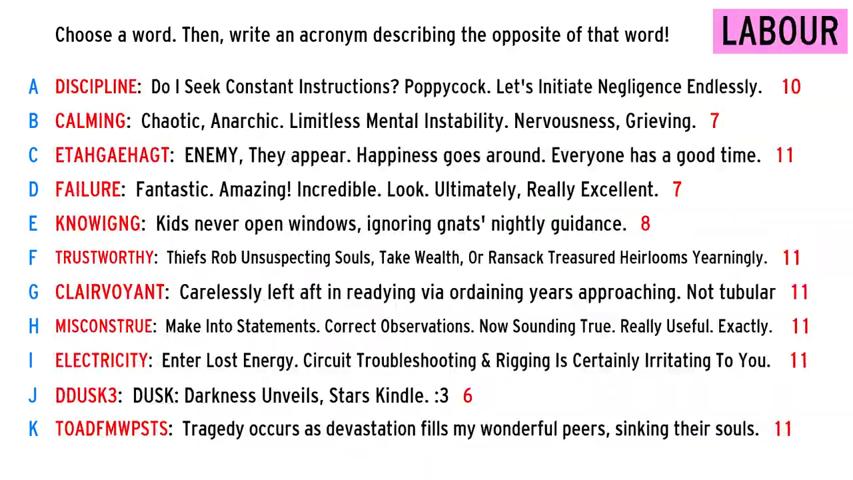 Choose a word. Then, write an acronym describing the opposite of that word!
LABOUR
A DISCIPLINE: Do I Seek Constant Instructions? Poppycock. Let's Initiate Negligence Endlessly. 10
B CALMING: Chaotic, Anarchic. Limitless Mental Instability. Nervousness, Grieving. 7
C ETAHGAEHAGT: ENEMY, They appear. Happiness goes around. Everyone has a good time. 11
D FAILURE: Fantastic. Amazing! Incredible. Look. Ultimately, Really Excellent. 7
E KNOWIGNG: Kids never open windows, ignoring gnats' nightly guidance. 8
F TRUSTWORTHY: Thiefs Rob Unsuspecting Souls, Take Wealth, Or Ransack Treasured Heirlooms Yearningly. 11
G CLAIRVOYANT: Carelessly left aft in readying via ordaining years approaching. Not tubular 11
H MISCONSTRUE: Make Into Statements. Correct Observations. Now Sounding True. Really Useful. Exactly. 11
I ELECTRICITY: Enter Lost Energy. Circuit Troubleshooting & Rigging Is Certainly Irritating To You. 11
J DDUSK3: DUSK: Darkness Unveils, Stars Kindle. :3 6
K TOADFMWPSTS: Tragedy occurs as devastation fills my wonderful peers, sinking their souls. 11